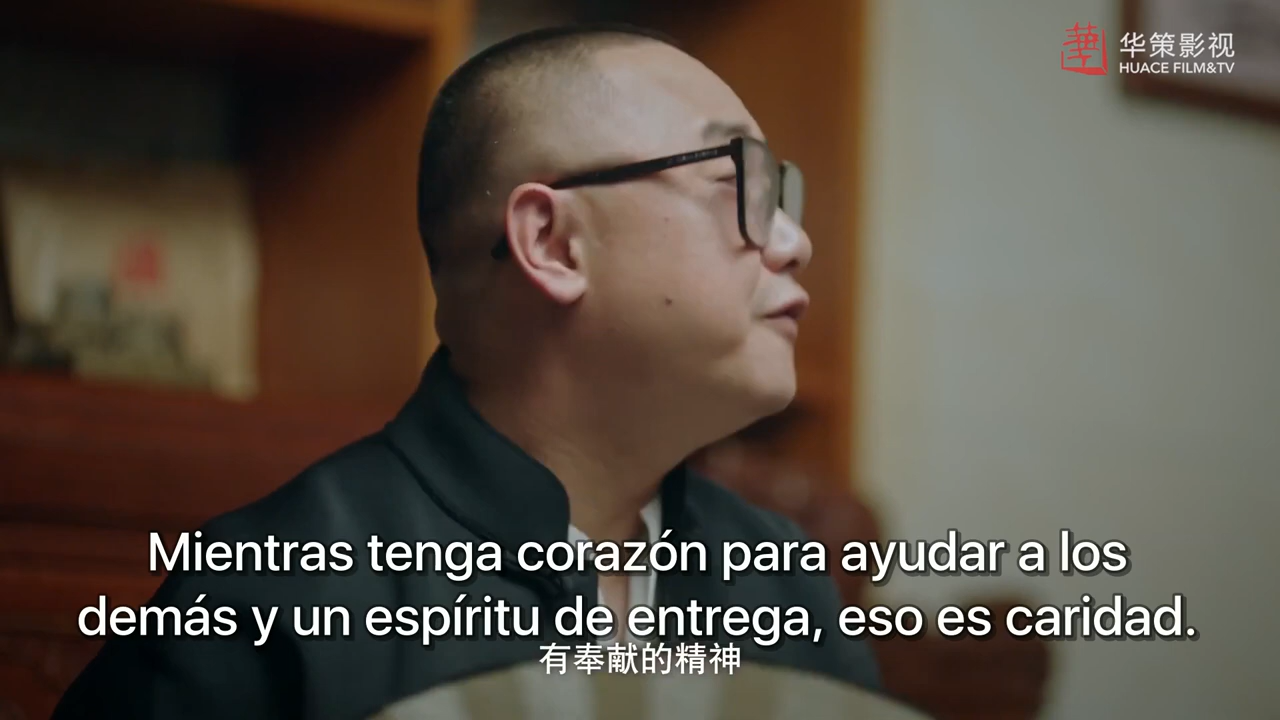 华策影视
HUACE FILM&TV
Mientras tenga corazón para ayudar a los
demás y un espíritu de entrega, eso es caridad.
有奉献的精神